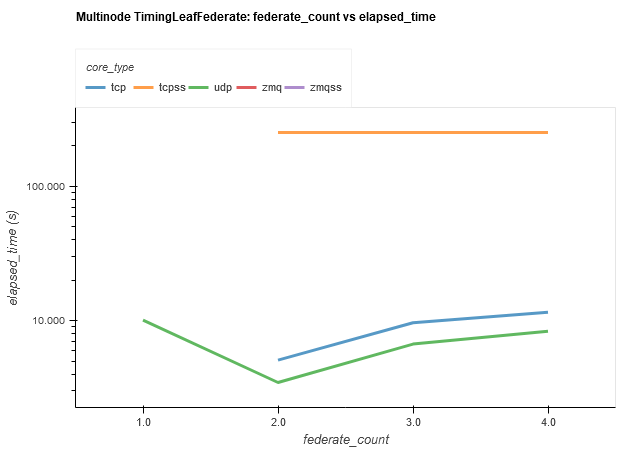 Multinode TimingLeafFederate: federate_count vs elapsed_time
core_type
tcp tcpss udp zmq zmqss
100.000
10.000
elapsed_time (s)
1.0 2.0 3.0 4.0
federate_count